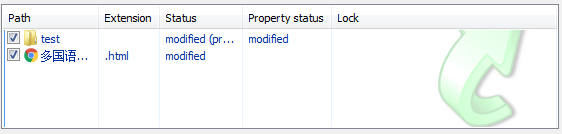 Path Extension Status Property status Lock
test modified (pr... modified
多国语... .html modified